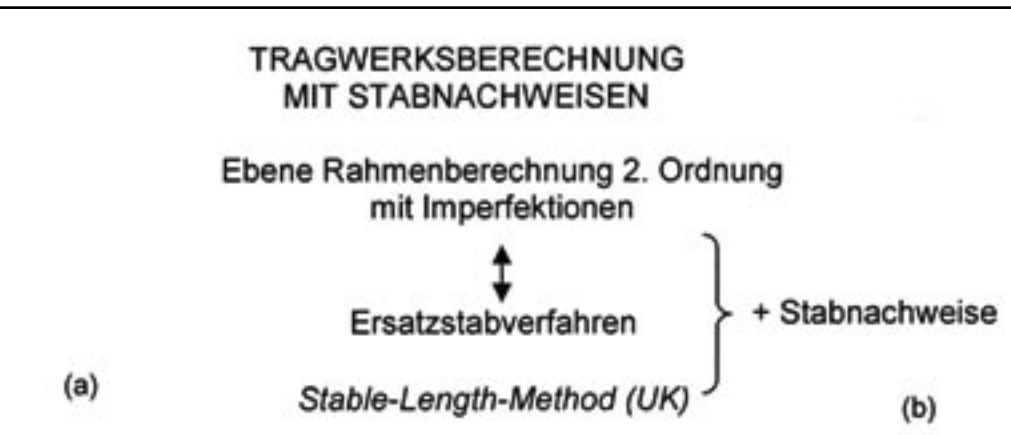 TRAGWERKSBERECHNUNG
MIT STABNACHWEISEN
Ebene Rahmenberechnung 2. Ordnung
mit Imperfektionen
Ersatzstabverfahren
+ Stabnachweise
(a)
Stable-Length-Method (UK)
(b)